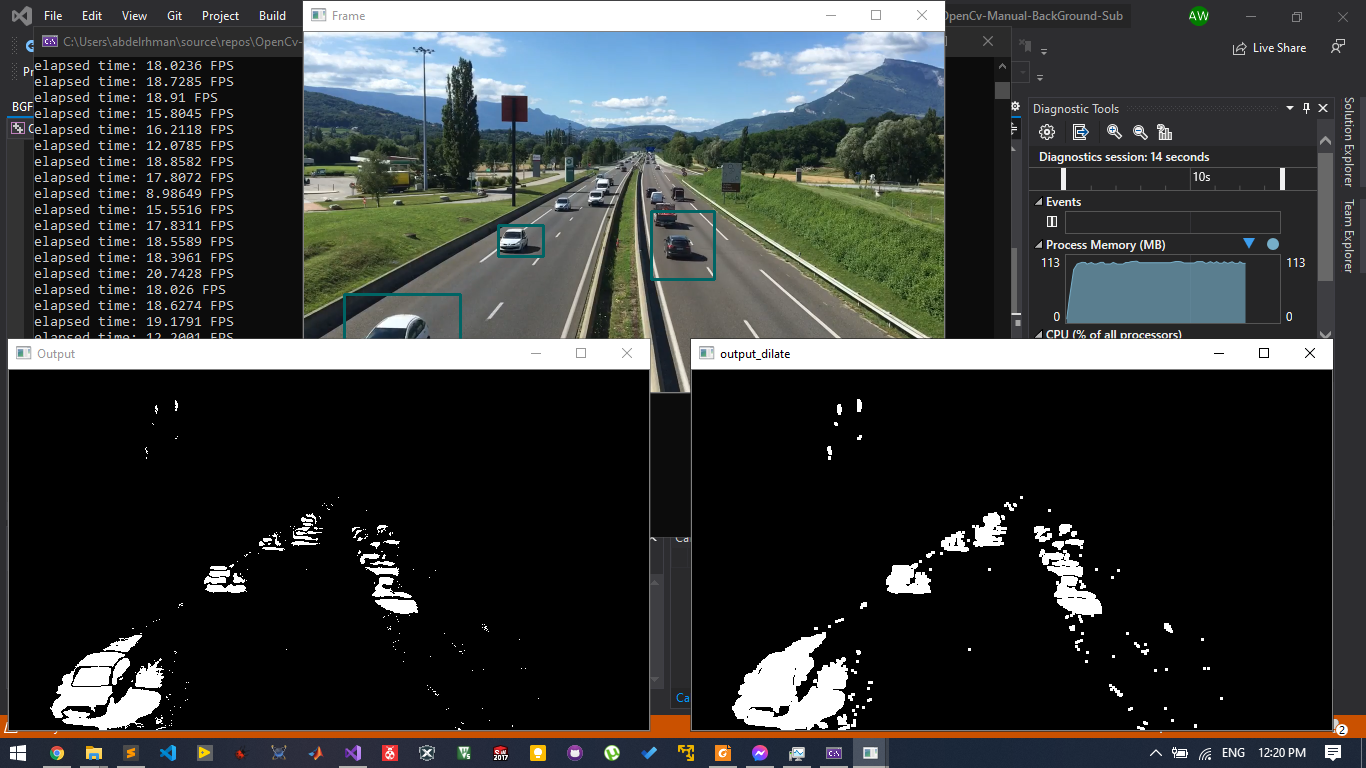 File Edit View Git Project Build
Frame
OpenCv-Manual-BackGround-Sub
AW
C:\Users\abdelrhman\source\repos\OpenCv-
Live Share
elapsed time: 18.0236 FPS
elapsed time: 18.7285 FPS
elapsed time: 18.91 FPS
elapsed time: 15.8045 FPS
elapsed time: 16.2118 FPS
elapsed time: 12.0785 FPS
elapsed time: 18.8582 FPS
elapsed time: 17.8072 FPS
elapsed time: 8.98649 FPS
elapsed time: 15.5516 FPS
elapsed time: 17.8311 FPS
elapsed time: 18.5589 FPS
elapsed time: 18.3961 FPS
elapsed time: 20.7428 FPS
elapsed time: 18.026 FPS
elapsed time: 18.6274 FPS
elapsed time: 19.1791 FPS
elapsed time: 12.2001 FPS
Diagnostic Tools
Diagnostics session: 14 seconds
10s
Events
Process Memory (MB)
113 113
0 0
CPU (% of all processors)
Solution Explorer
Team Explorer
Output
output_dilate
Ca
Ca
2
2017
ENG 12:20 PM